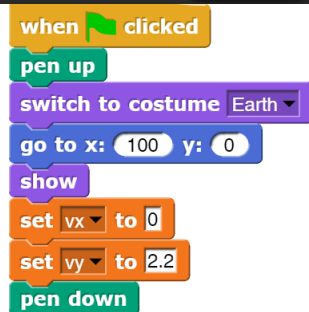 when clicked
pen up
switch to costume Earth
go to x: 100 y: 0
show
set vx to 0
set vy to 2.2
pen down